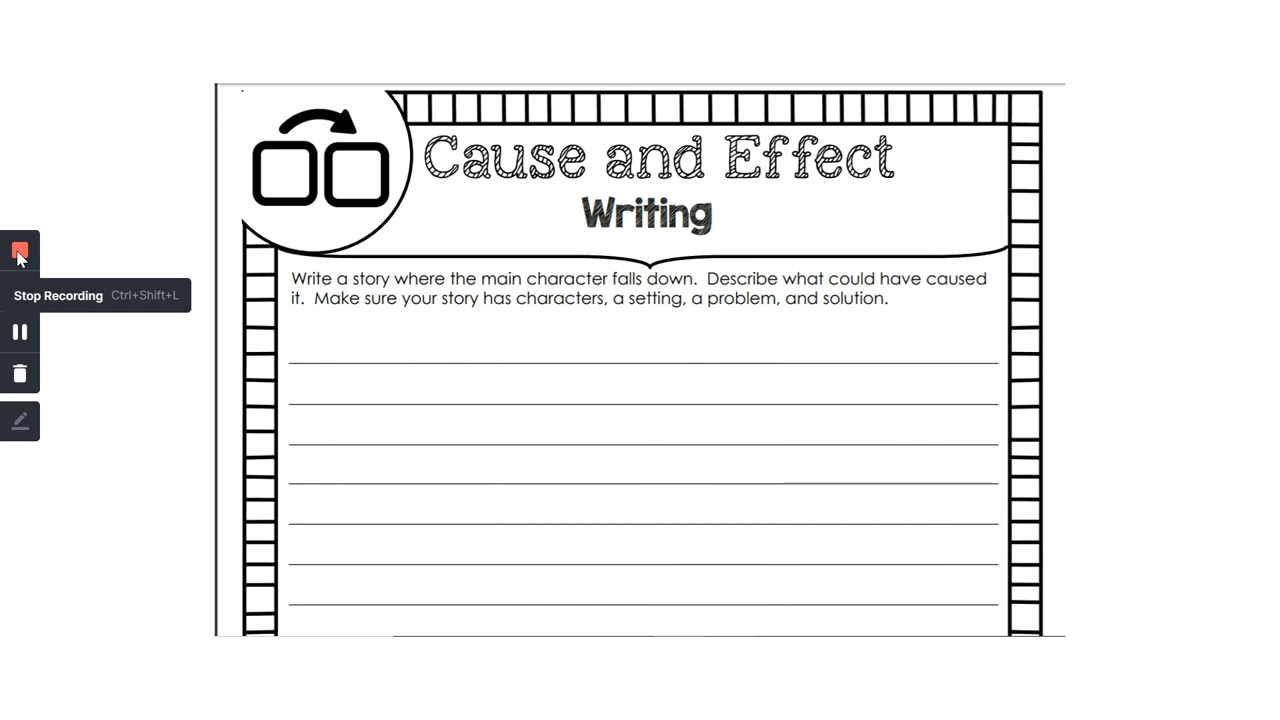 Cause and Effect
Writing
Stop Recording Ctrl+Shift+L
Write a story where the main character falls down. Describe what could have caused
it. Make sure your story has characters, a setting, a problem, and solution.